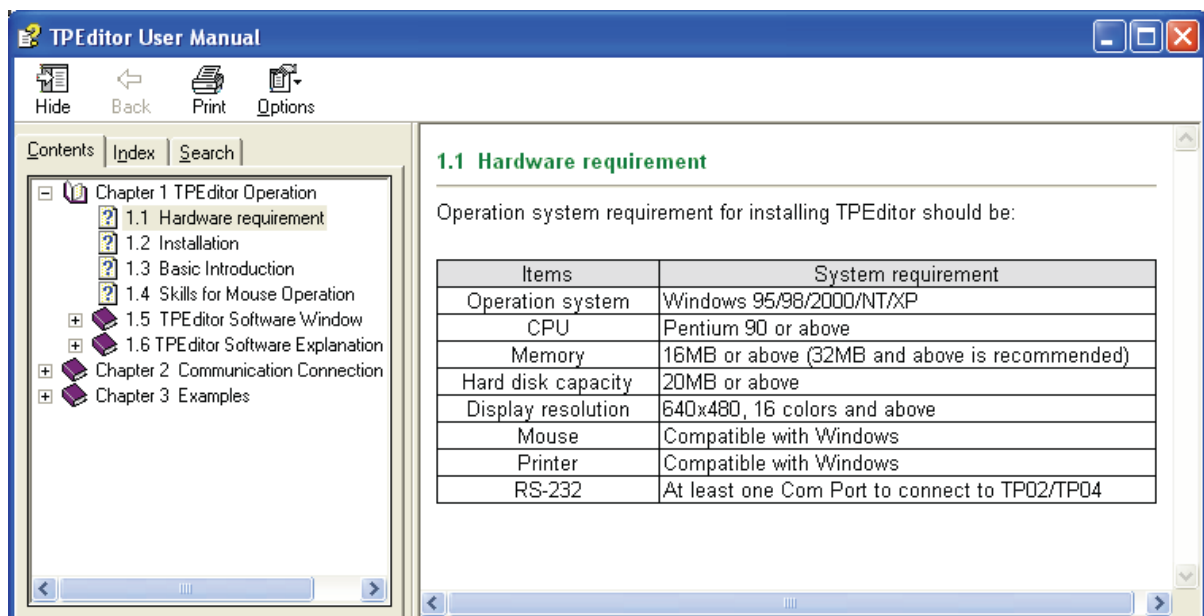 TPEditor User Manual
Hide Back Print Options
Contents Index Search
Chapter 1 TPEditor Operation
1.1 Hardware requirement
1.2 Installation
1.3 Basic Introduction
1.4 Skills for Mouse Operation
1.5 TPEditor Software Window
1.6 TPEditor Software Explanation
Chapter 2 Communication Connection
Chapter 3 Examples
1.1 Hardware requirement
Operation system requirement for installing TPEditor should be:
Items System requirement
Operation system Windows 95/98/2000/NT/XP
CPU Pentium 90 or above
Memory 16MB or above (32MB and above is recommended)
Hard disk capacity 20MB or above
Display resolution 640x480, 16 colors and above
Mouse Compatible with Windows
Printer Compatible with Windows
RS-232 At least one Com Port to connect to TP02/TP04